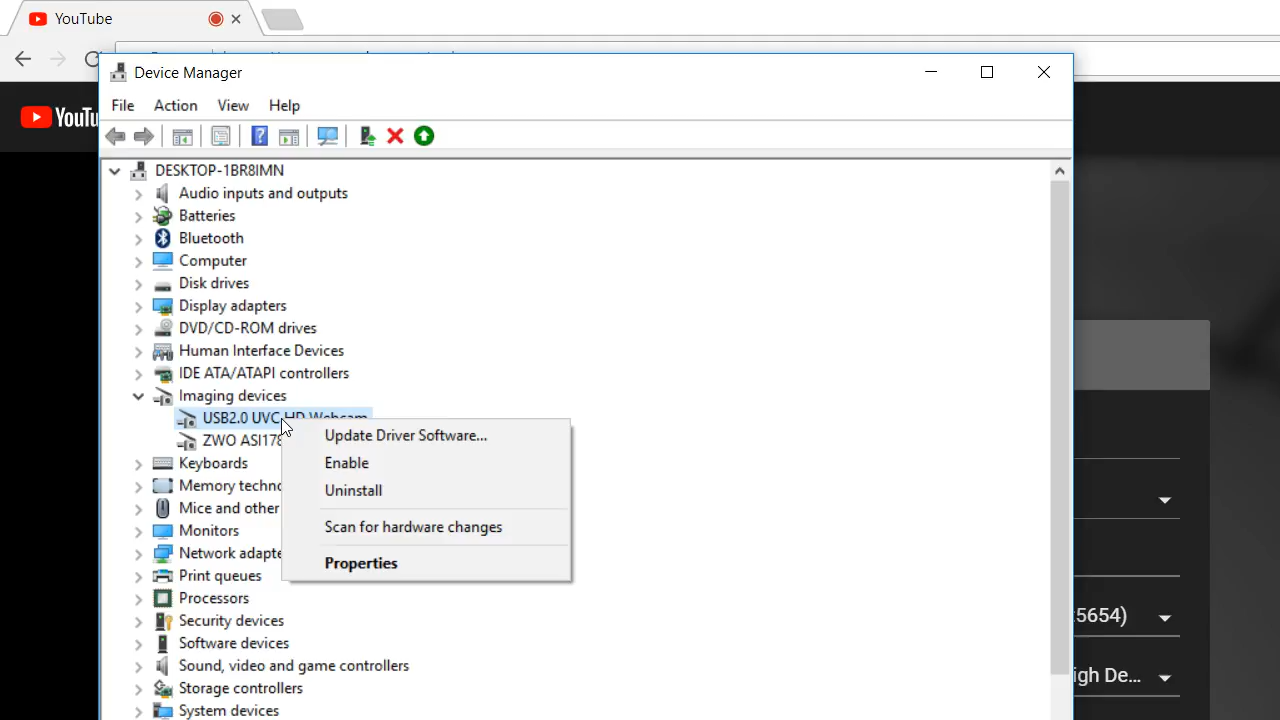 YouTube
Device Manager
File Action View Help
YouTu
DESKTOP-1BR8IMN
Audio inputs and outputs
Batteries
Bluetooth
Computer
Disk drives
Display adapters
DVD/CD-ROM drives
Human Interface Devices
IDE ATA/ATAPI controllers
Imaging devices
USB2.0 UVC HD Webcam
ZWO ASI178
Update Driver Software...
Enable
Uninstall
Scan for hardware changes
Properties
Keyboards
Memory techno
Mice and other
Monitors
Network adapte
Print queues
Processors
Security devices
Software devices
Sound, video and game controllers
Storage controllers
System devices
:5654)
igh De...